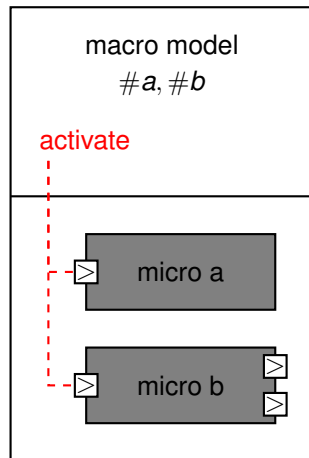 macro model
#a, #b
activate
> micro a
> micro b >
>